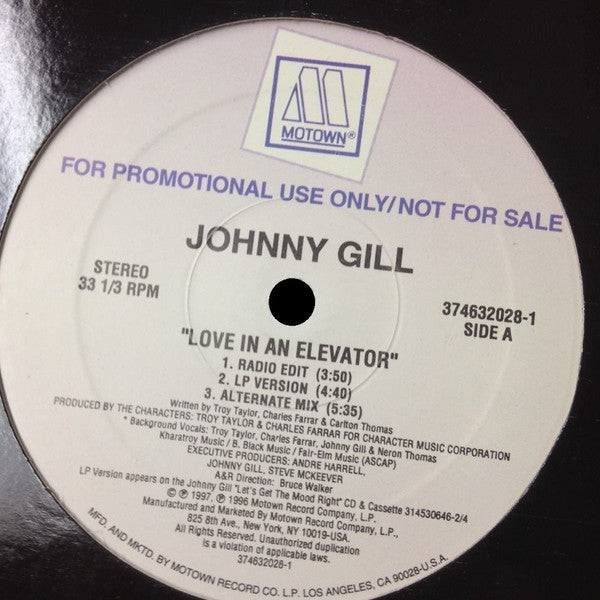 MOTOWN®
FOR PROMOTIONAL USE ONLY/NOT FOR SALE
JOHNNY GILL
STEREO
33 1/3 RPM
374632028-1
SIDE A
"LOVE IN AN ELEVATOR"
1. RADIO EDIT (3:50)
2. LP VERSION (4:40)
3. ALTERNATE MIX (5:35)
Written by Troy Taylor, Charles Farrar & Carlton Thomas
PRODUCED BY THE CHARACTERS: TROY TAYLOR & CHARLES FARRAR FOR CHARACTER MUSIC CORPORATION
* Background Vocals: Troy Taylor, Charles Farrar, Johnny Gill & Neron Thomas
Kharatroy Music / B. Black Music / Fair-Elm Music (ASCAP)
EXECUTIVE PRODUCERS: ANDRE HARRELL,
JOHNNY GILL, STEVE MCKEEVER
A&R Direction: Bruce Walker
LP Version appears on the Johnny Gill "Let's Get The Mood Right" CD & Cassette 314530646-2/4
© ℗ 1997, ℗ 1996 Motown Record Company, L.P.
Manufactured and Marketed By Motown Record Company, L.P.,
825 8th Ave., New York, NY 10019-USA.
All Rights Reserved. Unauthorized duplication
is a violation of applicable laws.
374632028-1
MFD. AND MKTD. BY MOTOWN RECORD CO. L.P. LOS ANGELES, CA 90028-U.S.A.